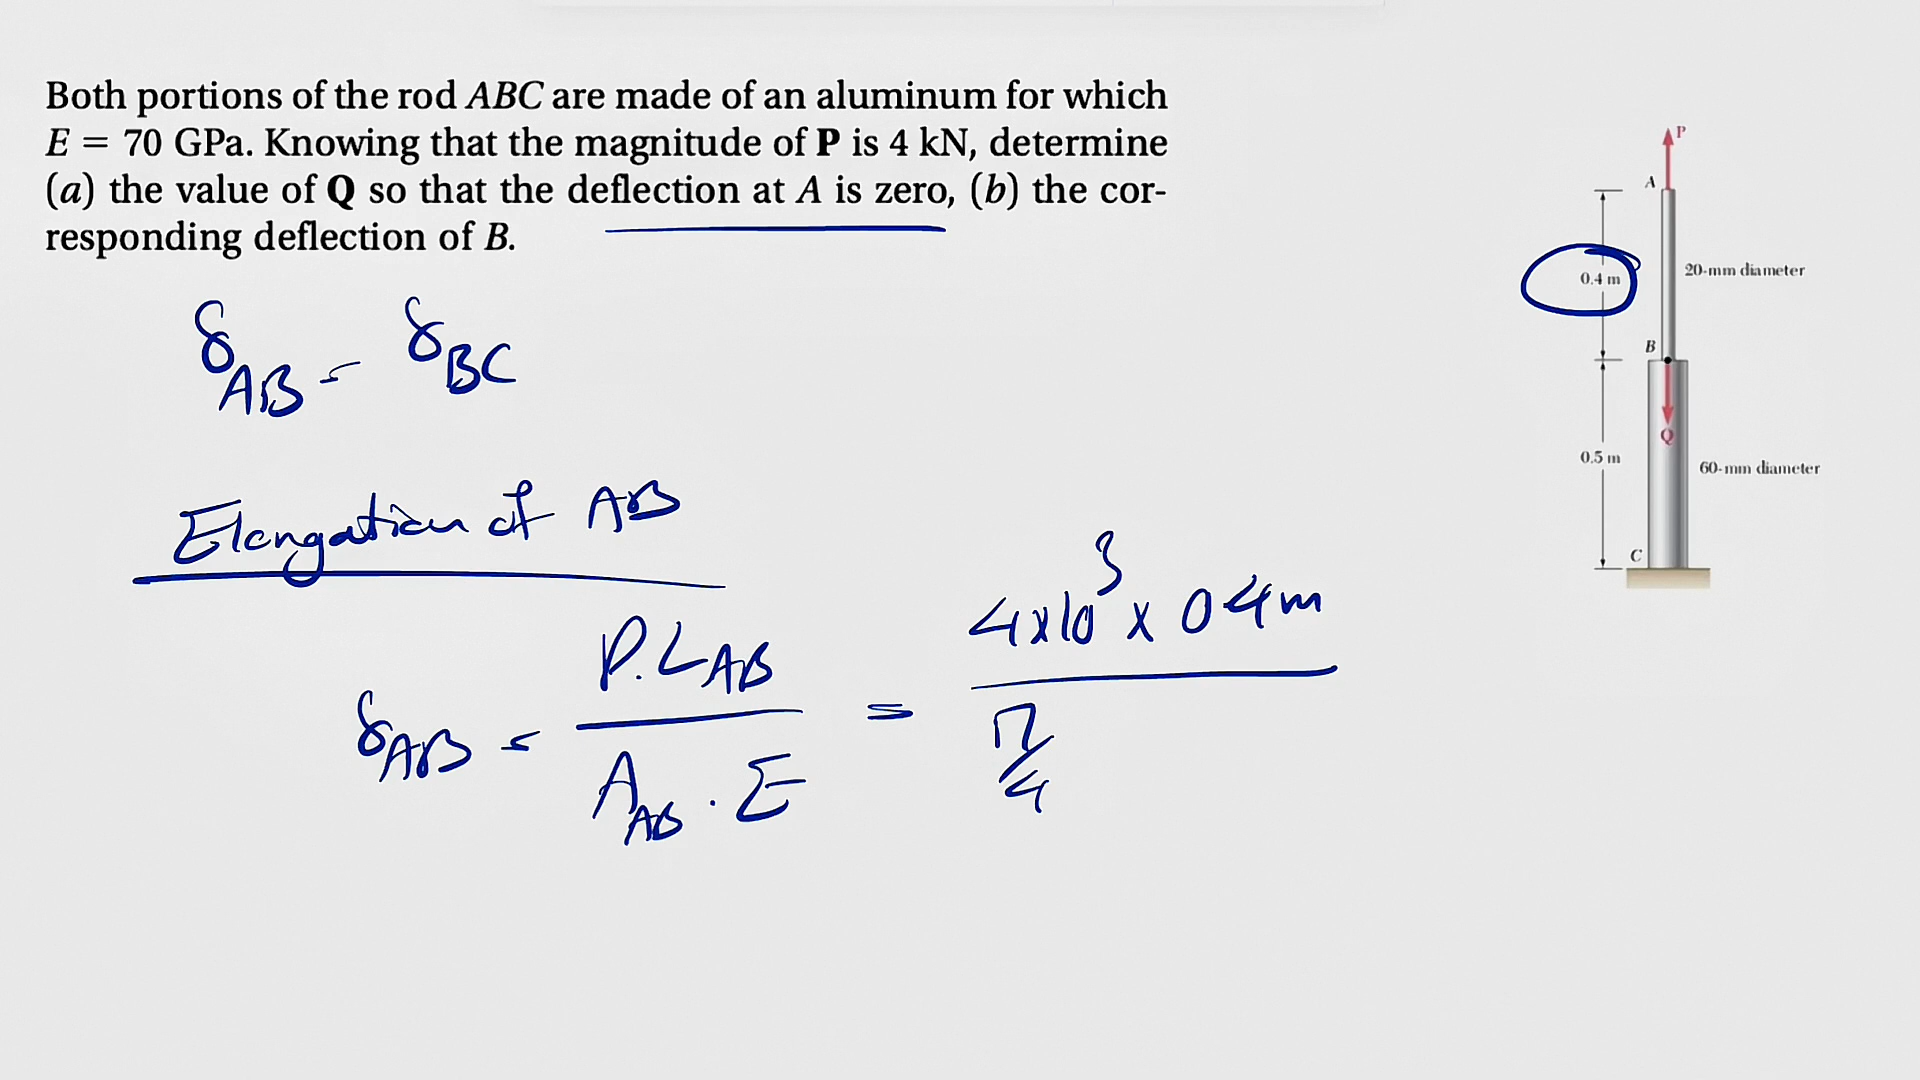 Both portions of the rod ABC are made of an aluminum for which
E = 70 GPa. Knowing that the magnitude of P is 4 kN, determine
(a) the value of Q so that the deflection at A is zero, (b) the cor-
responding deflection of B.
P
A
0.4 m
20-mm diameter
B
Q
0.5 m
60-mm diameter
C
δAB = δBC
Elongation of AB
δAB = P.LAB / AAB . E = 4x10³ x 0.4m / π/4